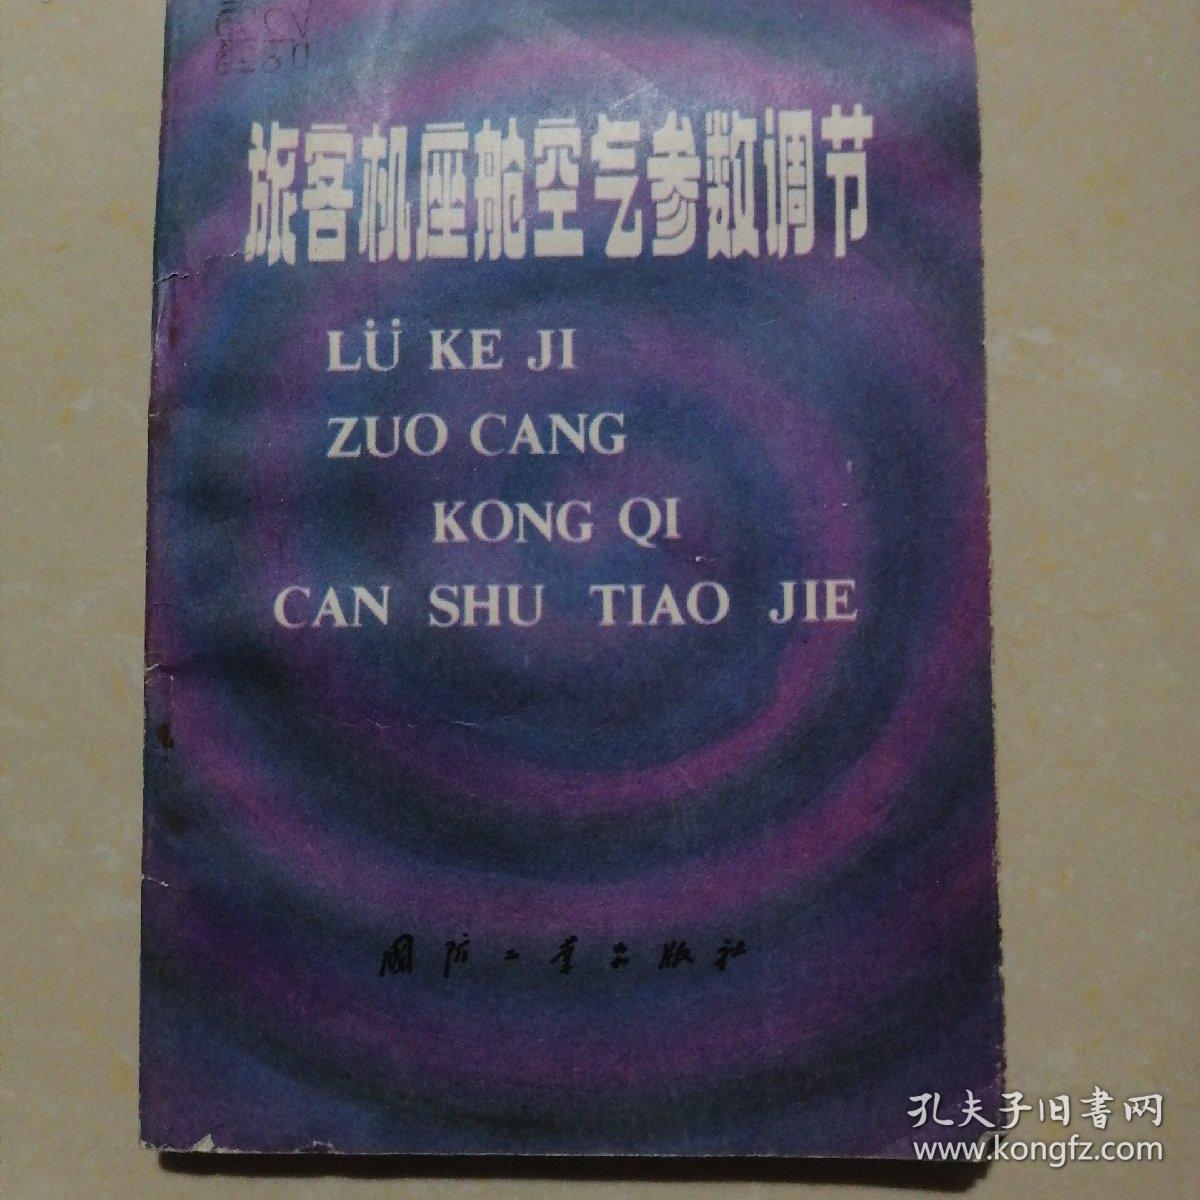 旅客机座舱空气参数调节
LÜ KE JI
ZUO CANG
KONG QI
CAN SHU TIAO JIE
国防工业出版社
孔夫子旧書网
www.kongfz.com